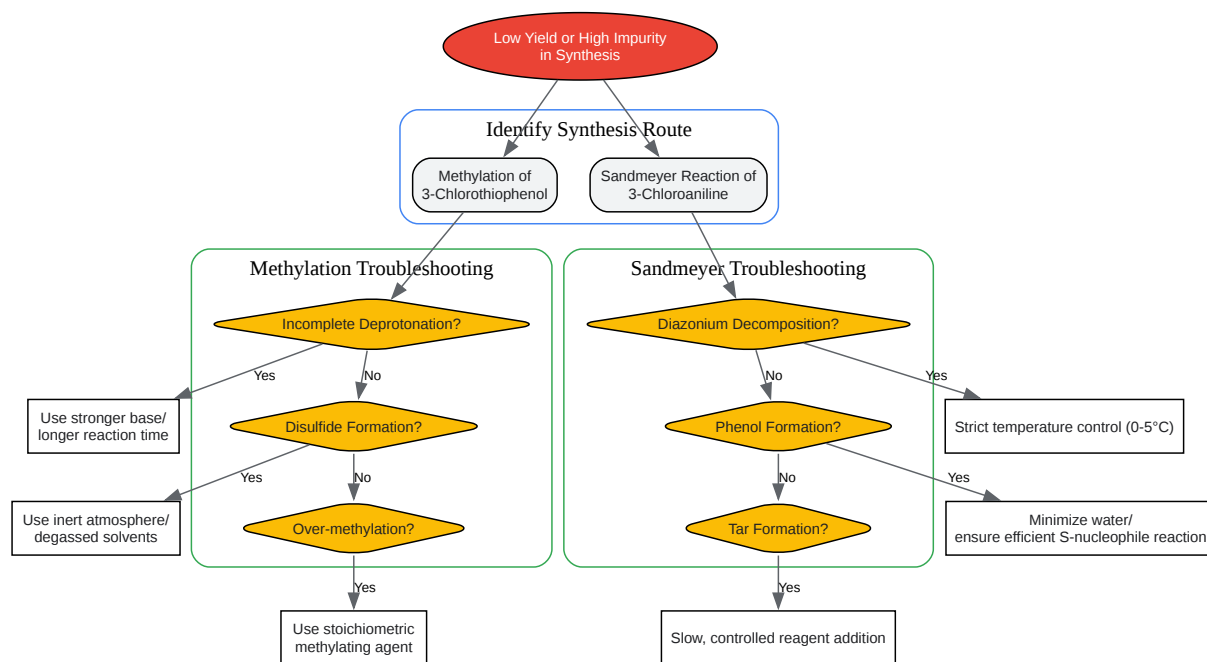 Low Yield or High Impurity
in Synthesis
Identify Synthesis Route
Methylation of
3-Chlorothiophenol
Sandmeyer Reaction of
3-Chloroaniline
Methylation Troubleshooting
Sandmeyer Troubleshooting
Incomplete Deprotonation?
Diazonium Decomposition?
Yes
No
No
Yes
Use stronger base/
longer reaction time
Disulfide Formation?
Phenol Formation?
Strict temperature control (0-5°C)
Yes
No
No
Yes
Use inert atmosphere/
degassed solvents
Over-methylation?
Tar Formation?
Minimize water/
ensure efficient S-nucleophile reaction
Yes
Yes
Use stoichiometric
methylating agent
Slow, controlled reagent addition